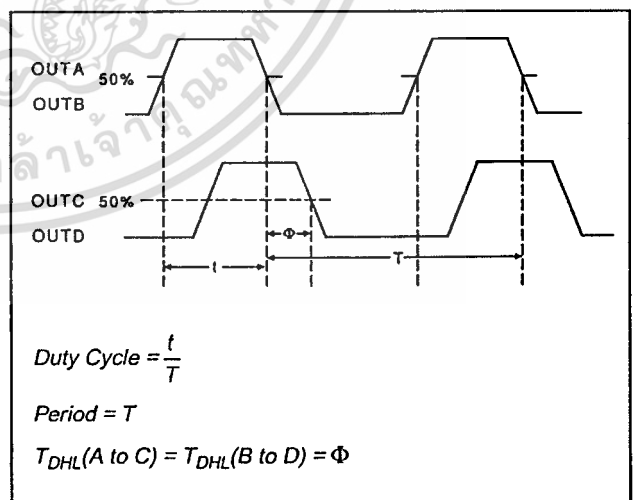 OUTA 50%
OUTB
OUTC 50%
OUTD
Φ
t
T
Duty Cycle = t/T
Period = T
T_DHL(A to C) = T_DHL(B to D) = Φ